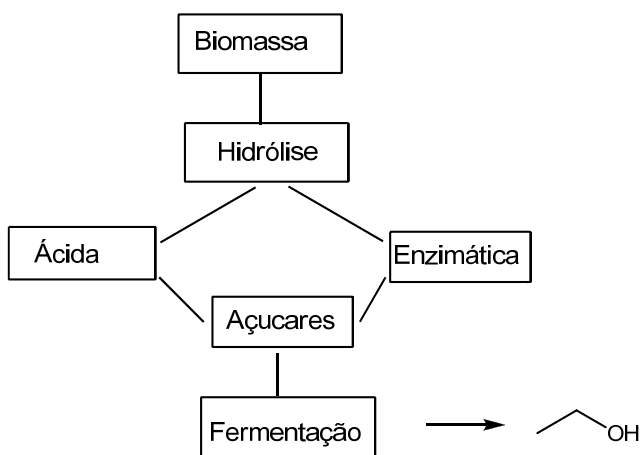 Biomassa
Hidrólise
Ácida
Enzimática
Açucares
Fermentação
OH